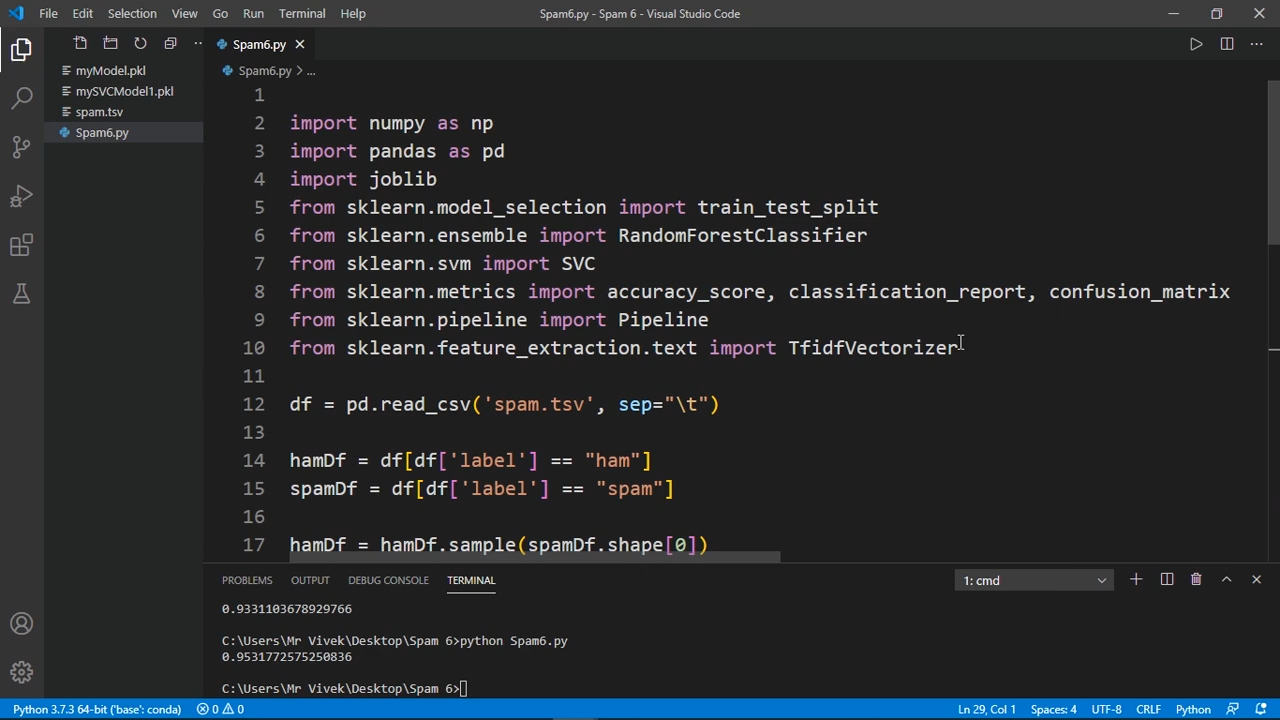 File Edit Selection View Go Run Terminal Help Spam6.py - Spam 6 - Visual Studio Code
Spam6.py
myModel.pkl
mySVCModel1.pkl
spam.tsv
Spam6.py
Spam6.py > ...
1
2 import numpy as np
3 import pandas as pd
4 import joblib
5 from sklearn.model_selection import train_test_split
6 from sklearn.ensemble import RandomForestClassifier
7 from sklearn.svm import SVC
8 from sklearn.metrics import accuracy_score, classification_report, confusion_matrix
9 from sklearn.pipeline import Pipeline
10 from sklearn.feature_extraction.text import TfidfVectorizer
11
12 df = pd.read_csv('spam.tsv', sep="\t")
13
14 hamDf = df[df['label'] == "ham"]
15 spamDf = df[df['label'] == "spam"]
16
17 hamDf = hamDf.sample(spamDf.shape[0])
PROBLEMS OUTPUT DEBUG CONSOLE TERMINAL 1: cmd
0.9331103678929766
C:\Users\Mr Vivek\Desktop\Spam 6>python Spam6.py
0.9531772575250836
C:\Users\Mr Vivek\Desktop\Spam 6>
Python 3.7.3 64-bit ('base': conda) 0 0 Ln 29, Col 1 Spaces: 4 UTF-8 CRLF Python